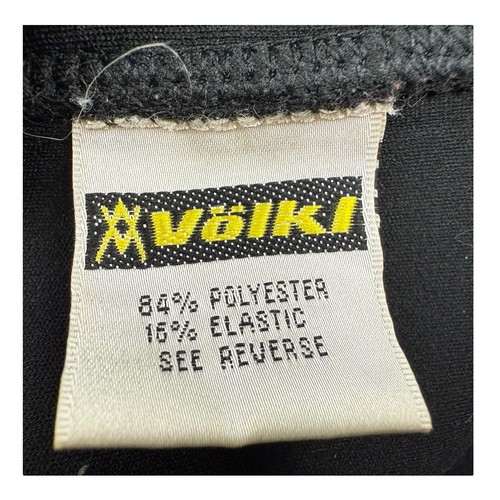 Völkl
84% POLYESTER
16% ELASTIC
SEE REVERSE